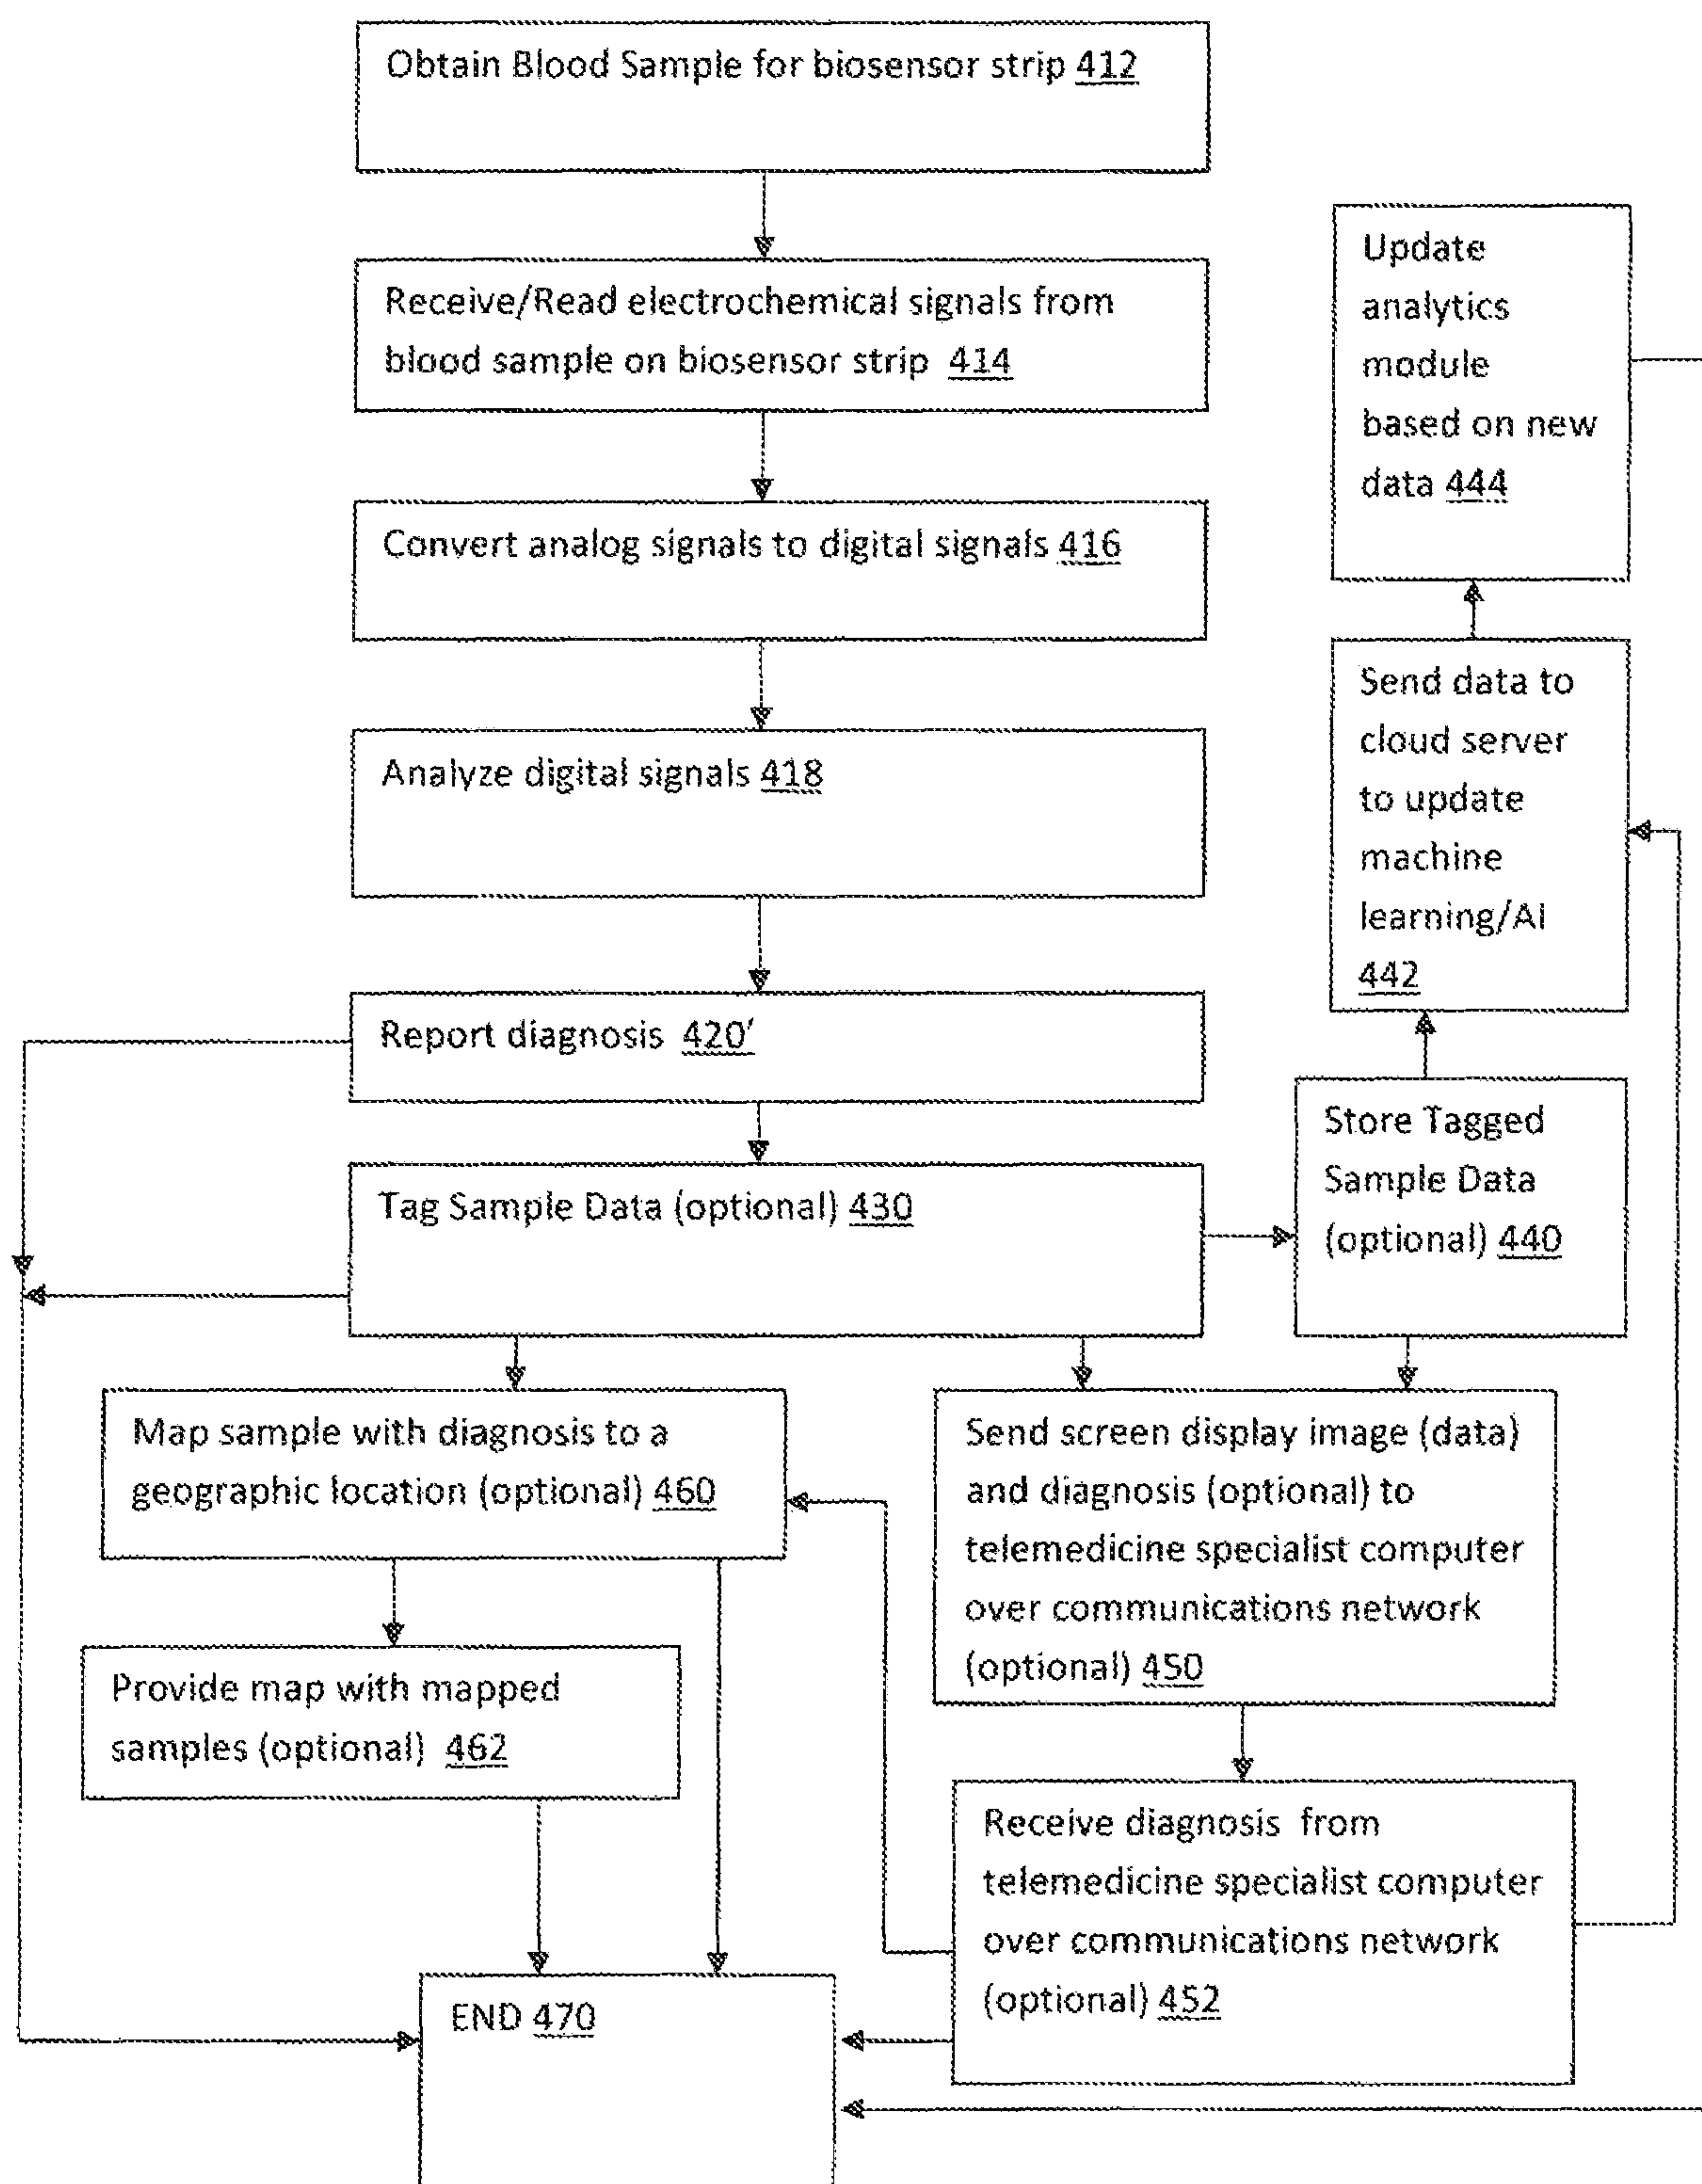 Obtain Blood Sample for biosensor strip 412
Receive/Read electrochemical signals from
blood sample on biosensor strip 414
Convert analog signals to digital signals 416
Analyze digital signals 418
Report diagnosis 420'
Tag Sample Data (optional) 430
Update
analytics
module
based on new
data 444
Send data to
cloud server
to update
machine
learning/AI
442
Store Tagged
Sample Data
(optional) 440
Map sample with diagnosis to a
geographic location (optional) 460
Provide map with mapped
samples (optional) 462
Send screen display image (data)
and diagnosis (optional) to
telemedicine specialist computer
over communications network
(optional) 450
Receive diagnosis from
telemedicine specialist computer
over communications network
(optional) 452
END 470